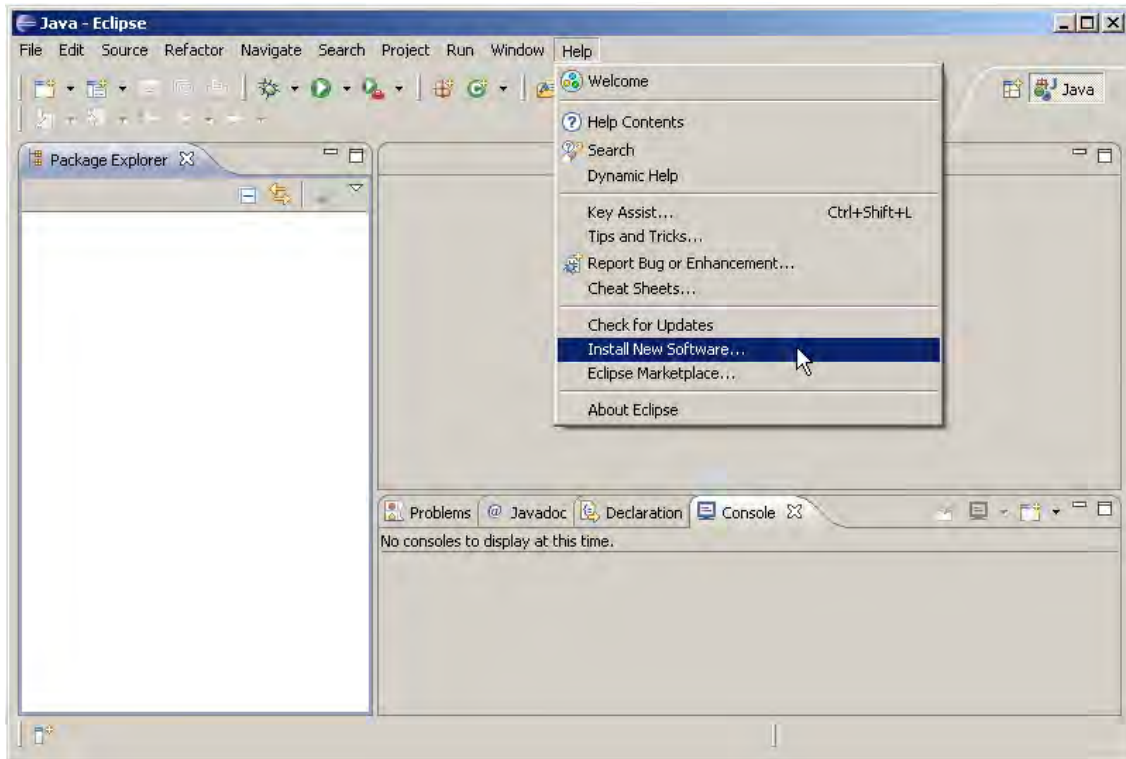 Java - Eclipse
File Edit Source Refactor Navigate Search Project Run Window Help
Welcome
Help Contents
Search
Dynamic Help
Key Assist... Ctrl+Shift+L
Tips and Tricks...
Report Bug or Enhancement...
Cheat Sheets...
Check for Updates
Install New Software...
Eclipse Marketplace...
About Eclipse
Java
Package Explorer
Problems @ Javadoc Declaration Console
No consoles to display at this time.